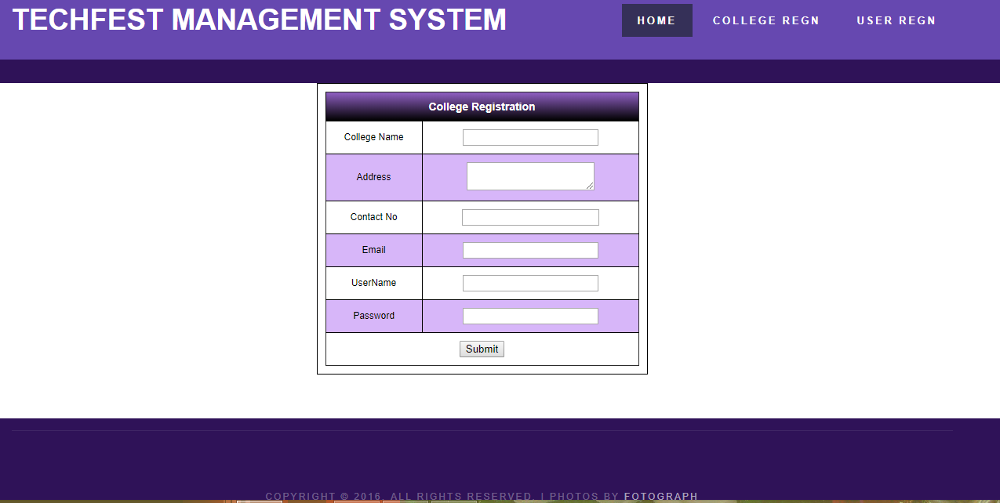 TECHFEST MANAGEMENT SYSTEM
HOME COLLEGE REGN USER REGN
College Registration
College Name
Address
Contact No
Email
UserName
Password
Submit
COPYRIGHT © 2016. ALL RIGHTS RESERVED. | PHOTOS BY FOTOGRAPH